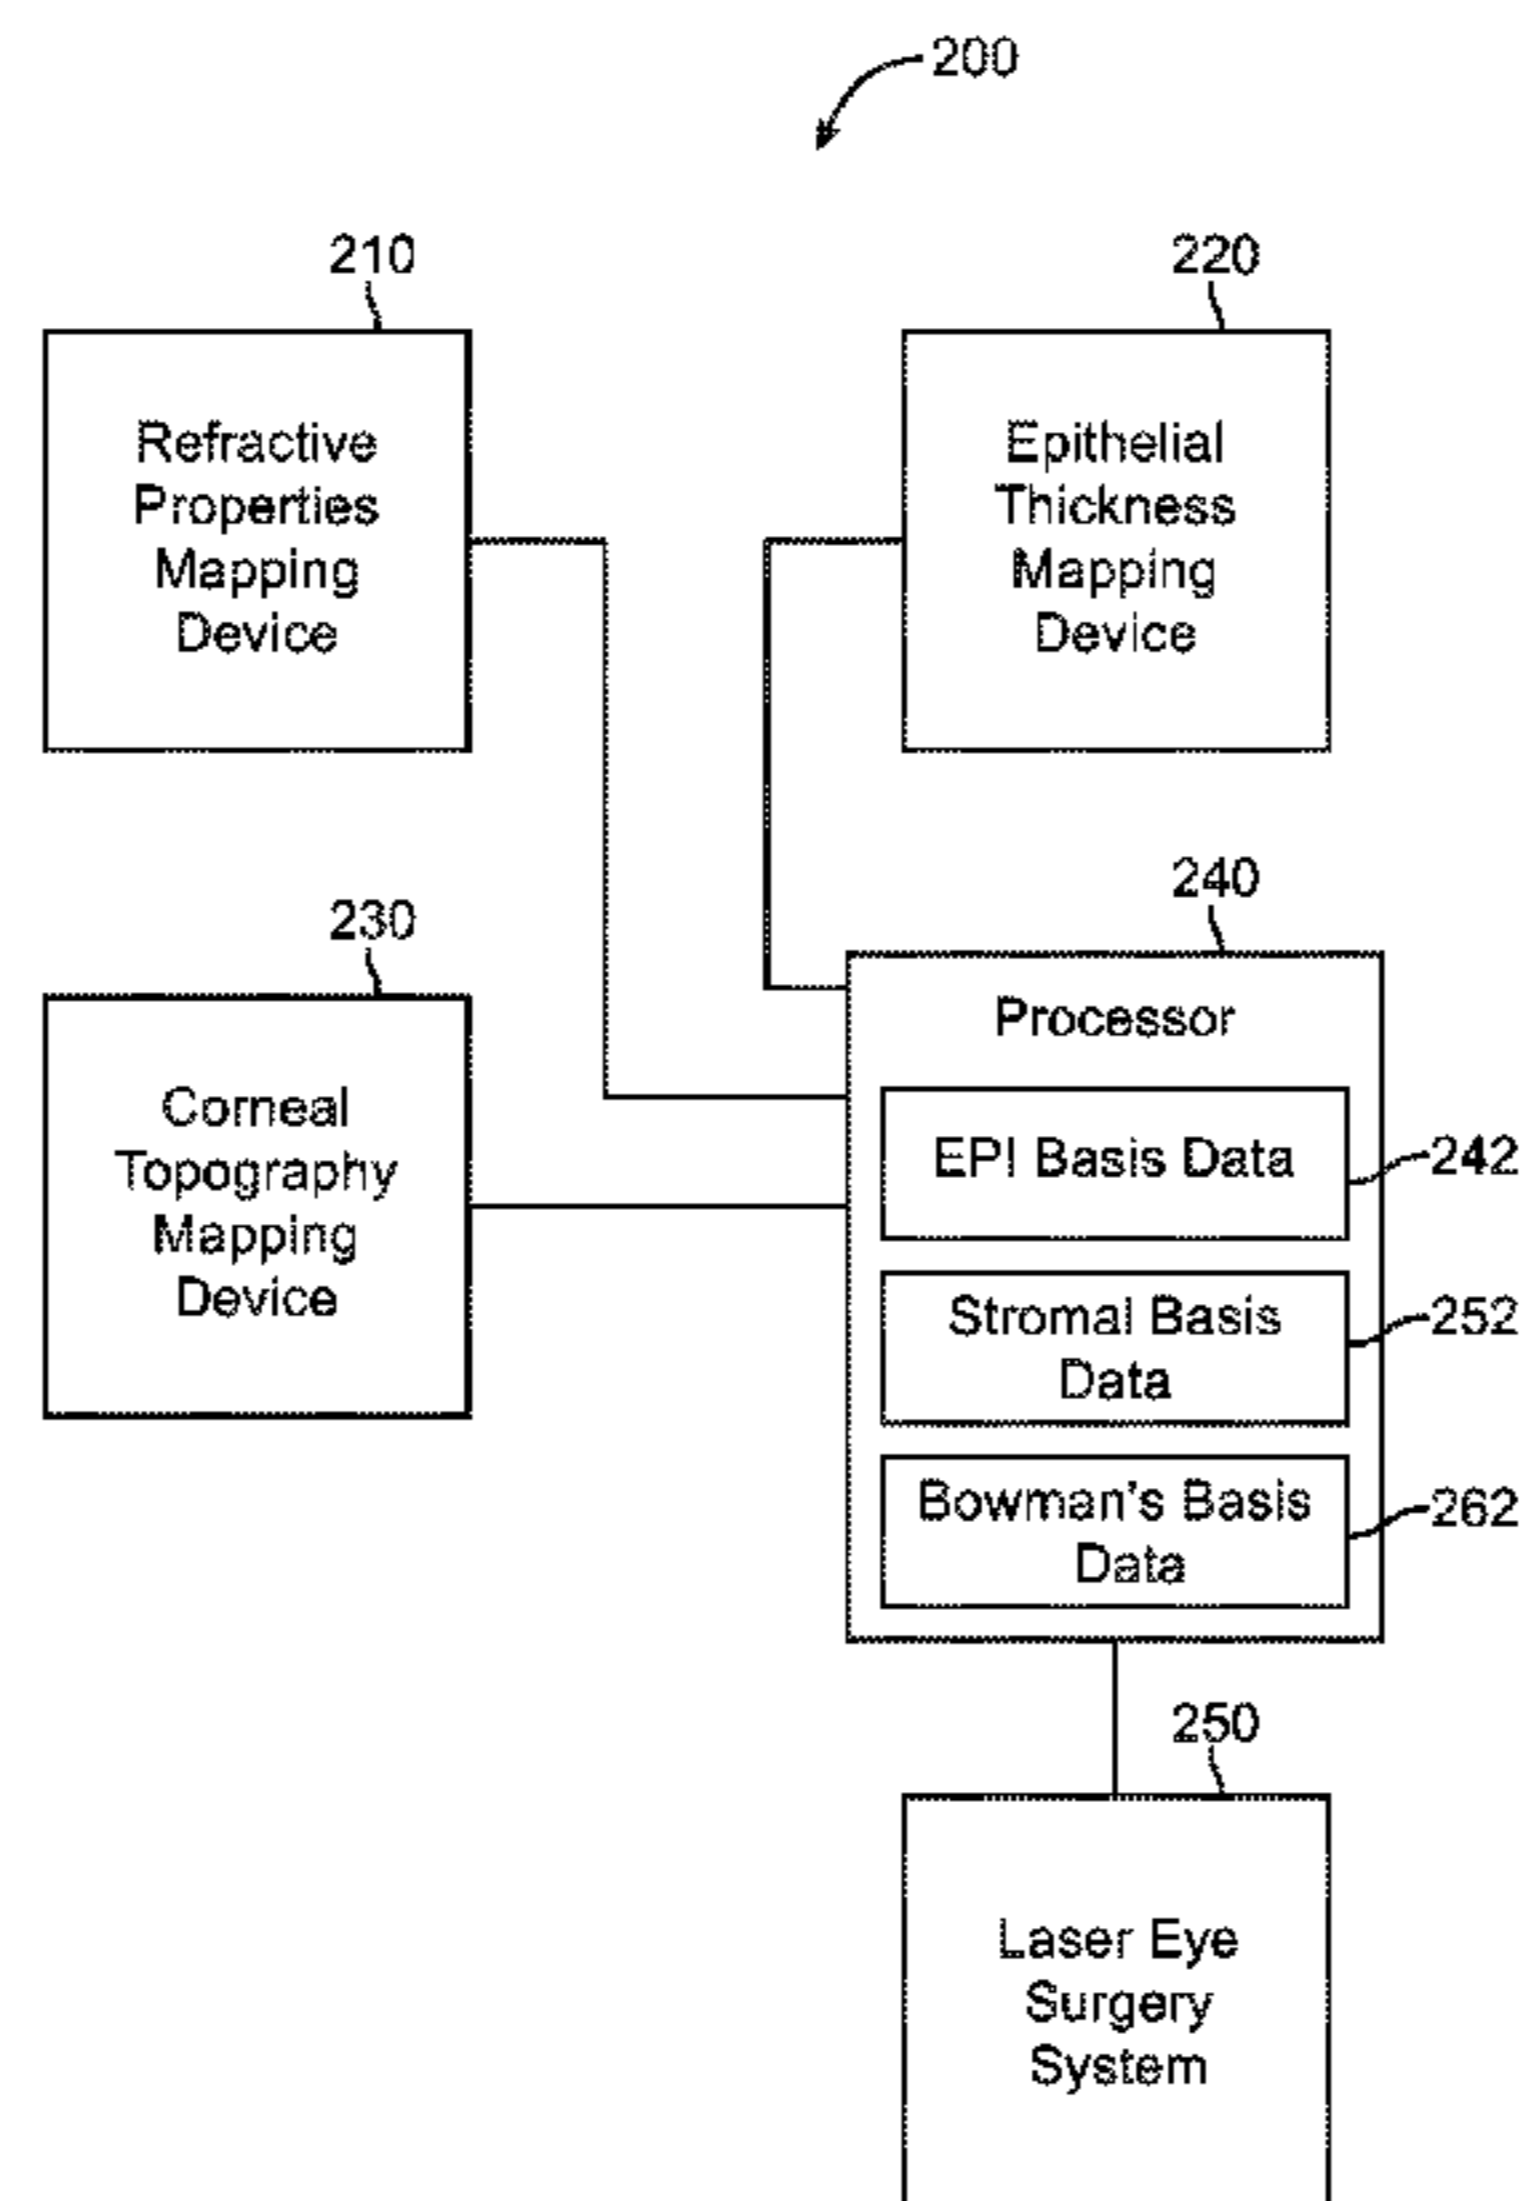 200
210
Refractive
Properties
Mapping
Device
220
Epithelial
Thickness
Mapping
Device
230
Corneal
Topography
Mapping
Device
240
Processor
EPI Basis Data
242
Stromal Basis
Data
252
Bowman's Basis
Data
262
250
Laser Eye
Surgery
System